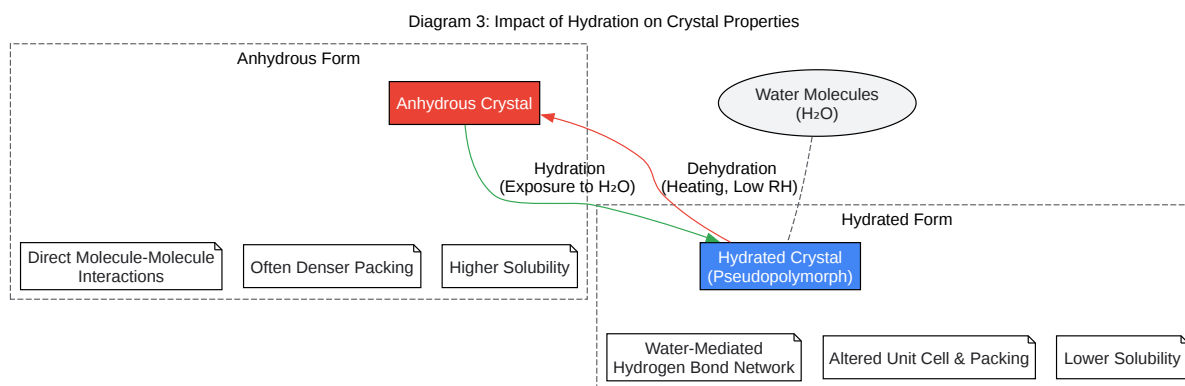 Diagram 3: Impact of Hydration on Crystal Properties
Anhydrous Form
Anhydrous Crystal
Water Molecules
(H₂O)
Hydration
(Exposure to H₂O)
Dehydration
(Heating, Low RH)
Hydrated Form
Direct Molecule-Molecule
Interactions
Often Denser Packing
Higher Solubility
Hydrated Crystal
(Pseudopolymorph)
Water-Mediated
Hydrogen Bond Network
Altered Unit Cell & Packing
Lower Solubility